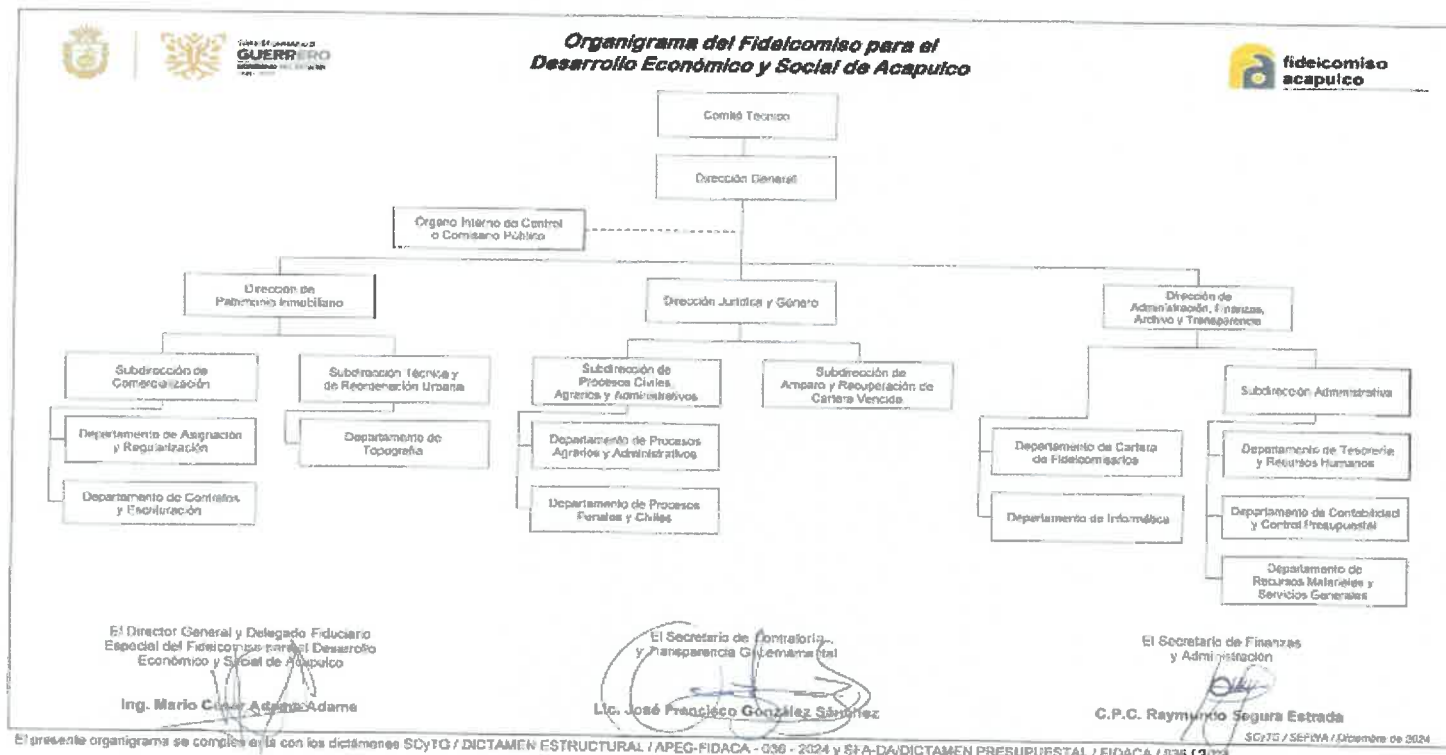 GUERRERO
Organigrama del Fideicomiso para el
Desarrollo Económico y Social de Acapulco
fideicomiso
acapulco
Comité Técnico
Dirección General
Órgano Interno de Control
o Comisario Público
Dirección de
Patrimonio Inmobiliario
Dirección Jurídica y Género
Dirección de
Administración, Finanzas,
Archivo y Transparencia
Subdirección de
Comercialización
Subdirección Técnica y
de Reordenación Urbana
Subdirección de
Procesos Civiles,
Agrarios y Administrativos
Subdirección de
Amparo y Recuperación de
Cartera Vencida
Subdirección Administrativa
Departamento de Asignación
y Regularización
Departamento de
Topografía
Departamento de Procesos
Agrarios y Administrativos
Departamento de Cartera
de Fideicomisarios
Departamento de Tesorería
y Recursos Humanos
Departamento de Contratos
y Escrituración
Departamento de Procesos
Penales y Civiles
Departamento de Informática
Departamento de Contabilidad
y Control Presupuestal
Departamento de
Recursos Materiales y
Servicios Generales
El Director General y Delegado Fiduciario
Especial del Fideicomiso para el Desarrollo
Económico y Social de Acapulco
Ing. Mario César Adame Adame
El Secretario de Contraloría
y Transparencia Gubernamental
Lic. José Francisco González Sánchez
El Secretario de Finanzas
y Administración
C.P.C. Raymundo Segura Estrada
SCyTG / SEFINA / Diciembre de 2024
El presente organigrama se complementa con los dictámenes SCyTG / DICTAMEN ESTRUCTURAL / APEG-FIDACA - 036 - 2024 y SFA-DA/DICTAMEN PRESUPUESTAL / FIDACA / 036